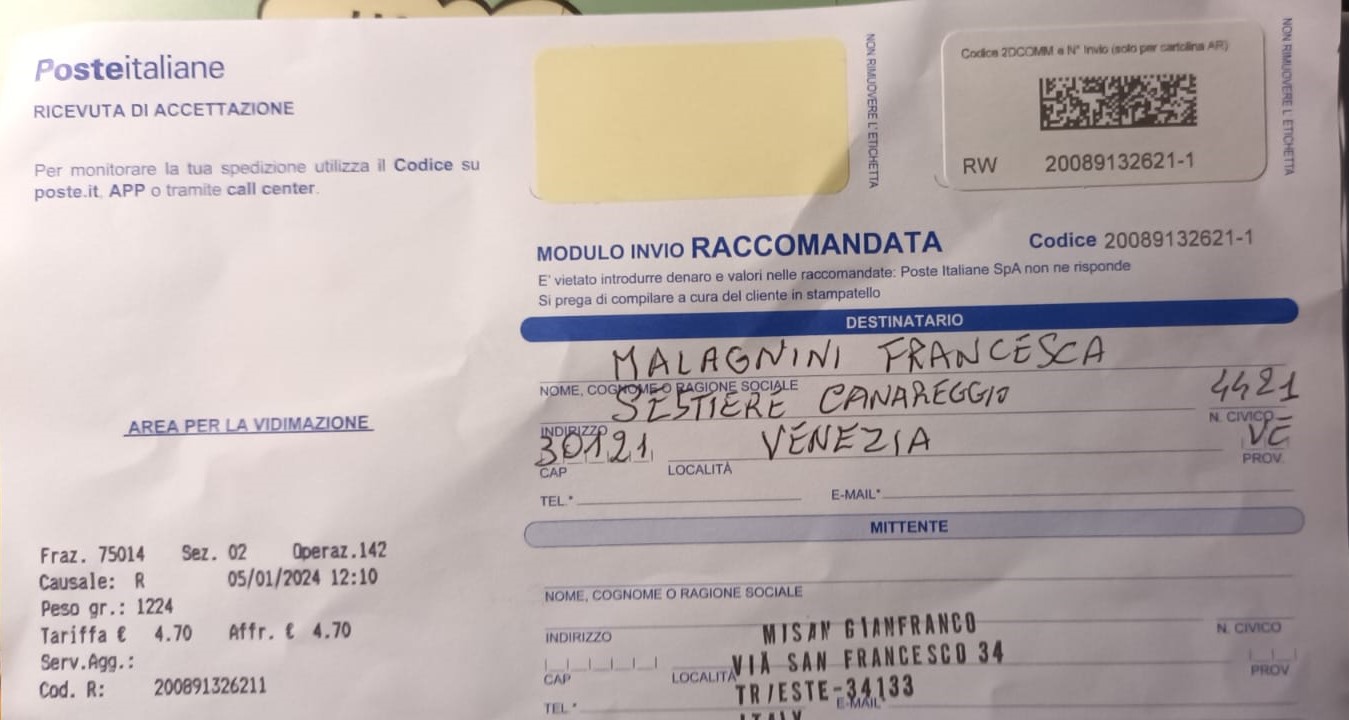 Posteitaliane
RICEVUTA DI ACCETTAZIONE
Per monitorare la tua spedizione utilizza il Codice su
poste.it, APP o tramite call center.
AREA PER LA VIDIMAZIONE
Fraz. 75014 Sez. 02 Operaz.142
Causale: R 05/01/2024 12:10
Peso gr.: 1224
Tariffa € 4.70 Affr. € 4.70
Serv.Agg.:
Cod. R: 200891326211
NON RIMUOVERE L'ETICHETTA
Codice 2DCOMM e N° Invio (solo per cartolina AR)
RW 20089132621-1
NON RIMUOVERE L'ETICHETTA
MODULO INVIO RACCOMANDATA Codice 20089132621-1
E' vietato introdurre denaro e valori nelle raccomandate: Poste Italiane SpA non ne risponde
Si prega di compilare a cura del cliente in stampatello
DESTINATARIO
MALAGNINI FRANCESCA
NOME, COGNOME O RAGIONE SOCIALE
SESTIERE CANAREGGIO 4421
INDIRIZZO N. CIVICO
30121 VENEZIA VE
CAP LOCALITÀ PROV.
TEL.* E-MAIL*
MITTENTE
NOME, COGNOME O RAGIONE SOCIALE
MISAN GIANFRANCO
INDIRIZZO N. CIVICO
VIA SAN FRANCESCO 34
CAP LOCALITÀ PROV
TRIESTE-34133
TEL.* E-MAIL*
ITALY